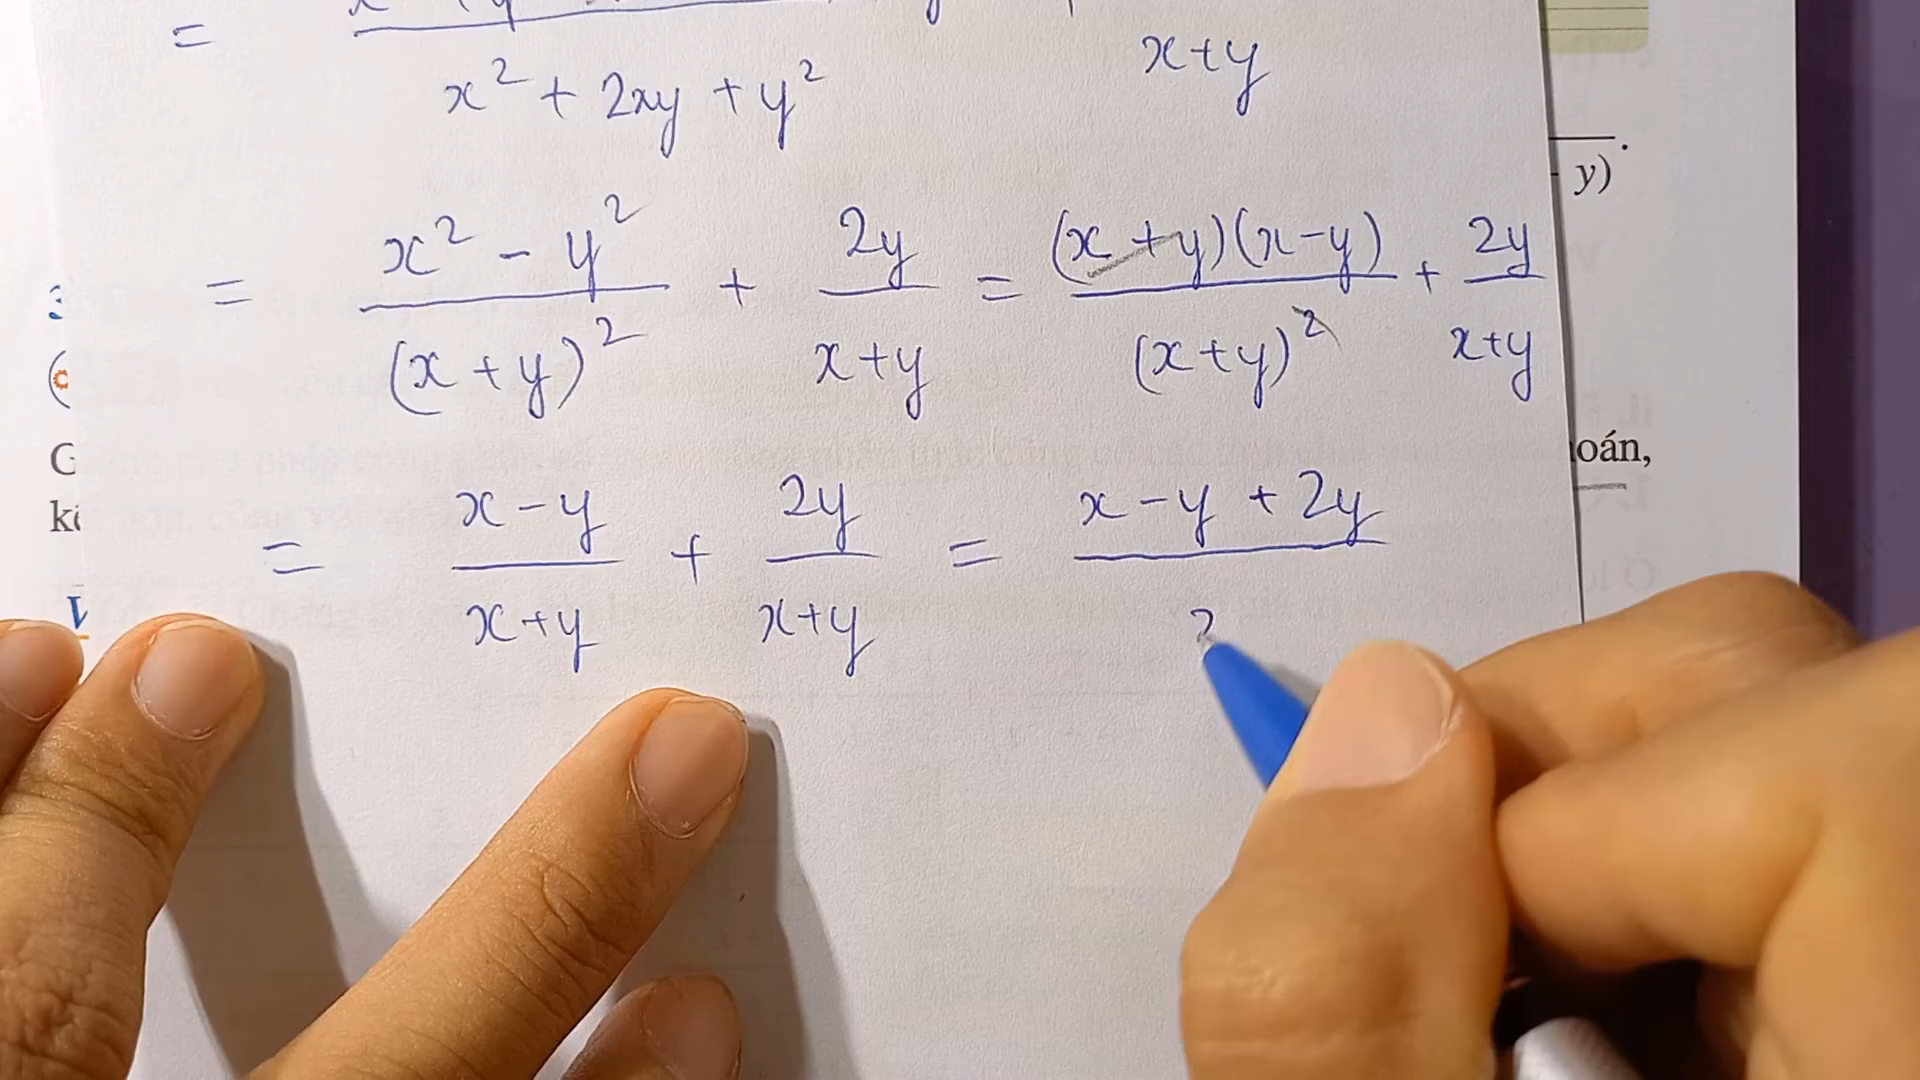 =
x² + 2xy + y²
x+y
= x² - y² / (x+y)² + 2y / x+y = (x+y)(x-y) / (x+y)² + 2y / x+y
= x-y / x+y + 2y / x+y = x-y+2y
y)
oán,